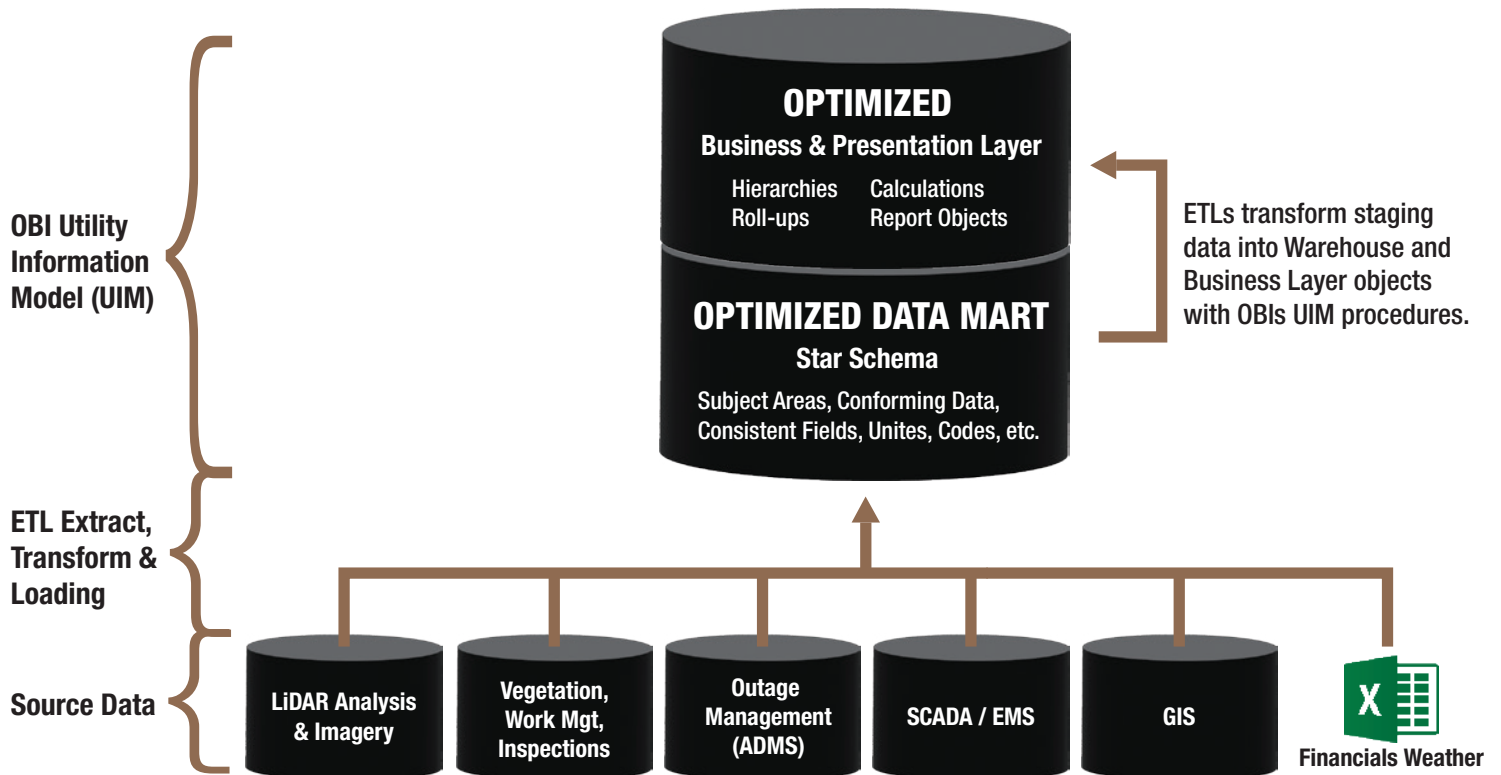 OPTIMIZED
Business & Presentation Layer
Hierarchies Calculations
Roll-ups Report Objects
OBI Utility
Information
Model (UIM)
ETLs transform staging
data into Warehouse and
Business Layer objects
with OBIs UIM procedures.
OPTIMIZED DATA MART
Star Schema
Subject Areas, Conforming Data,
Consistent Fields, Unites, Codes, etc.
ETL Extract,
Transform &
Loading
Source Data
LiDAR Analysis
& Imagery
Vegetation,
Work Mgt,
Inspections
Outage
Management
(ADMS)
SCADA / EMS
GIS
X
Financials Weather